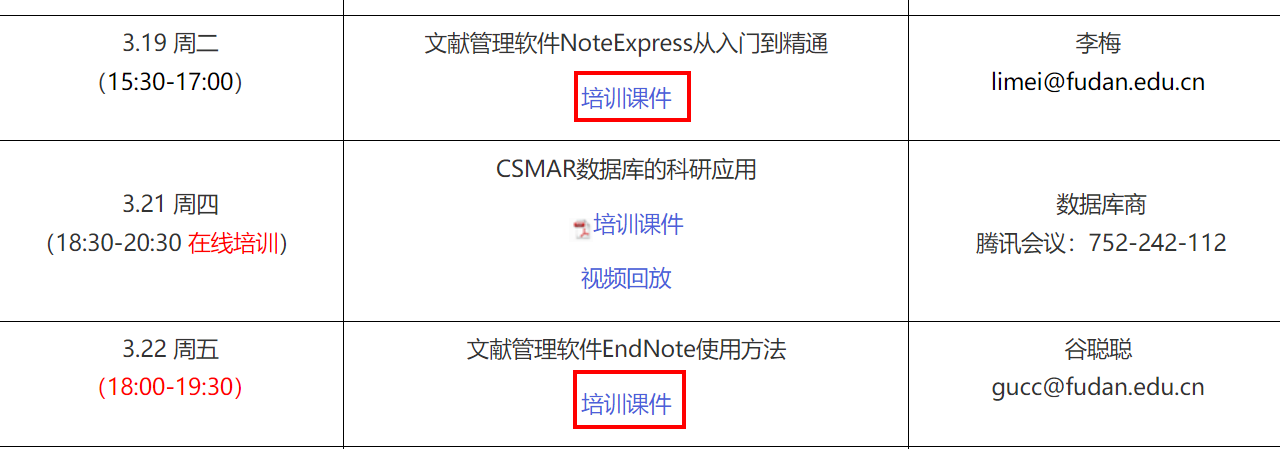 3.19 周二
（15:30-17:00）
文献管理软件NoteExpress从入门到精通
培训课件
李梅
limei@fudan.edu.cn
3.21 周四
(18:30-20:30 在线培训)
CSMAR数据库的科研应用
培训课件
视频回放
数据库商
腾讯会议：752-242-112
3.22 周五
（18:00-19:30）
文献管理软件EndNote使用方法
培训课件
谷聪聪
gucc@fudan.edu.cn